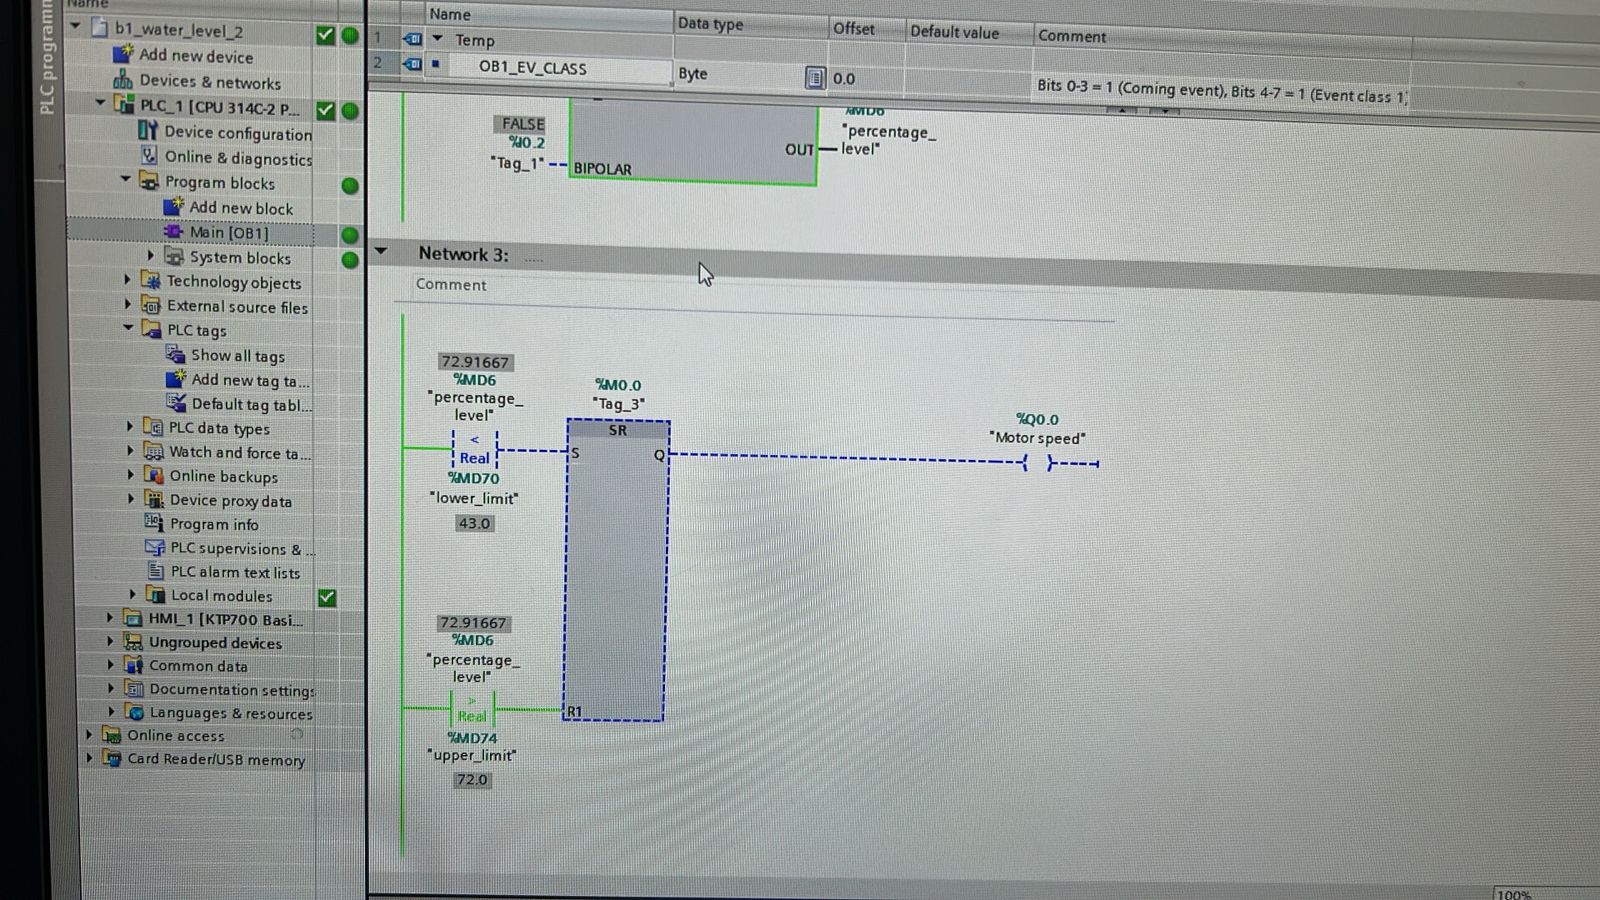 Name
PLC programm
b1_water_level_2
Add new device
Devices & networks
PLC_1 [CPU 314C-2 P...
Device configuration
Online & diagnostics
Program blocks
Add new block
Main [OB1]
System blocks
Technology objects
External source files
PLC tags
Show all tags
Add new tag ta...
Default tag tabl...
PLC data types
Watch and force ta...
Online backups
Device proxy data
Program info
PLC supervisions & ...
PLC alarm text lists
Local modules
HMI_1 [KTP700 Basi...
Ungrouped devices
Common data
Documentation settings
Languages & resources
Online access
Card Reader/USB memory
Name Data type Offset Default value Comment
1 Temp
2 OB1_EV_CLASS Byte 0.0 Bits 0-3 = 1 (Coming event), Bits 4-7 = 1 (Event class 1)
FALSE
%I0.2
"Tag_1"
BIPOLAR
OUT
%MD6
"percentage_
level"
Network 3: .....
Comment
72.91667
%MD6
"percentage_
level"
<
Real
%MD70
"lower_limit"
43.0
%M0.0
"Tag_3"
SR
S Q
%Q0.0
"Motor speed"
72.91667
%MD6
"percentage_
level"
>
Real
R1
%MD74
"upper_limit"
72.0
100%